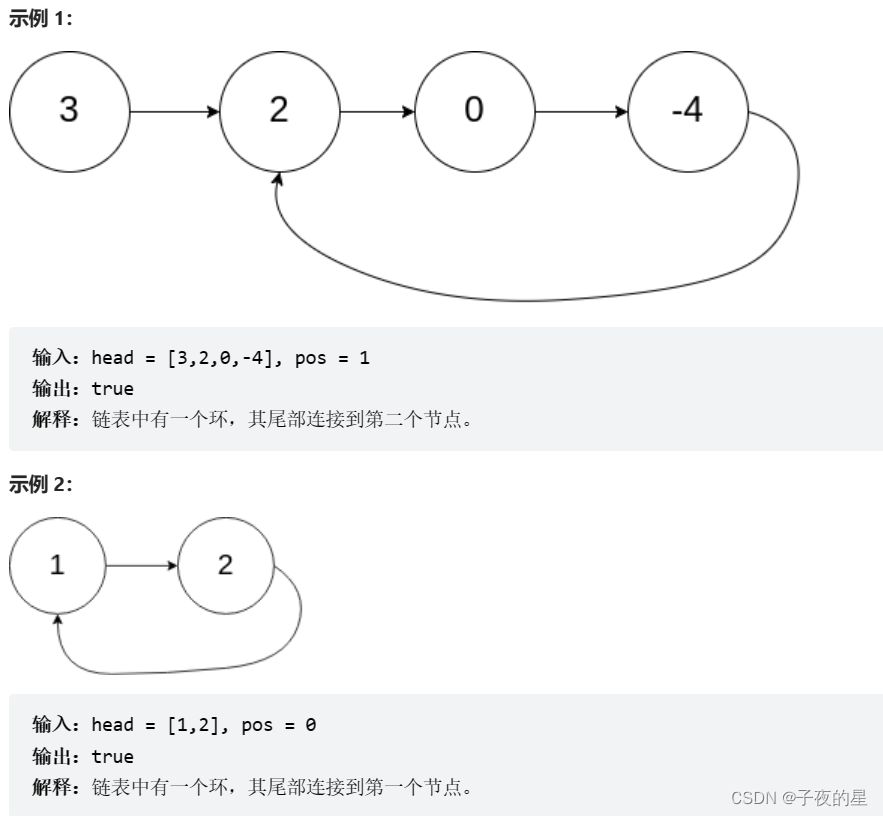 示例 1：
3
2
0
-4
输入：head = [3,2,0,-4], pos = 1
输出：true
解释：链表中有一个环，其尾部连接到第二个节点。
示例 2：
1
2
输入：head = [1,2], pos = 0
输出：true
解释：链表中有一个环，其尾部连接到第一个节点。
CSDN @子夜的星